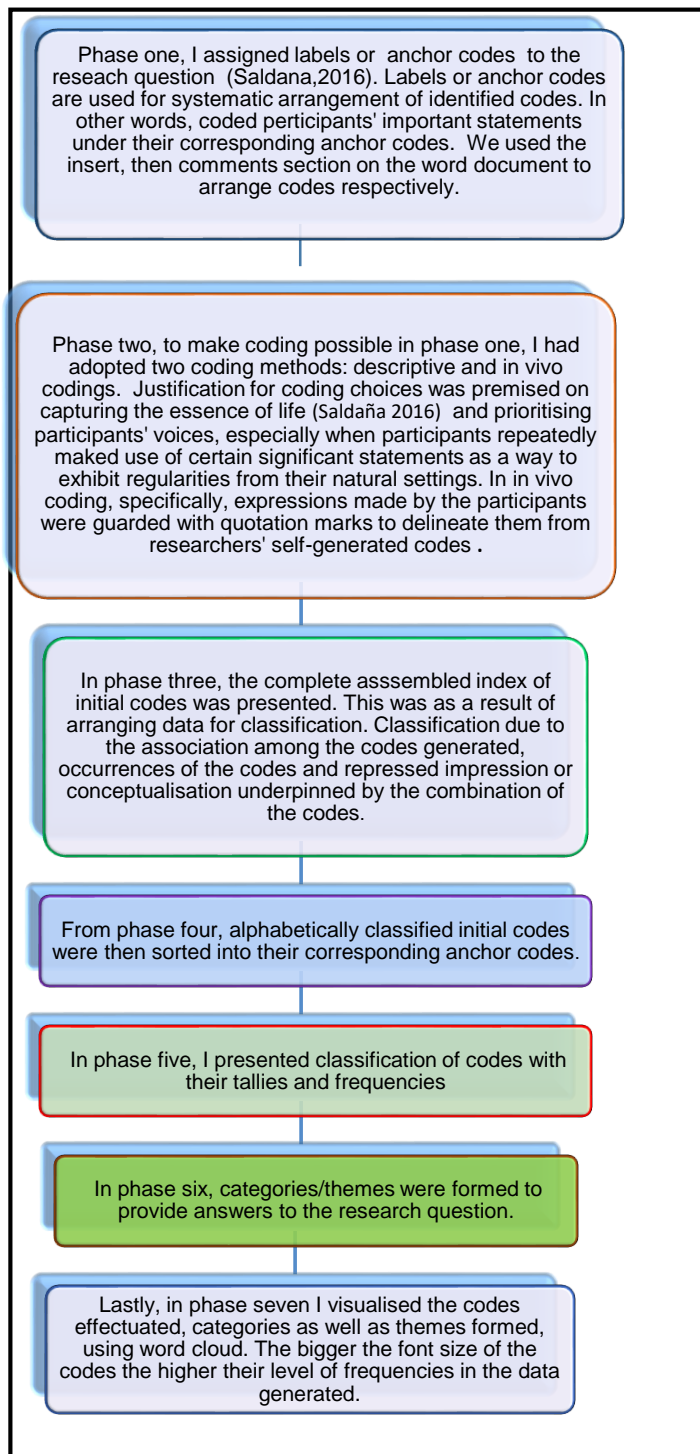 Phase one, I assigned labels or anchor codes to the
reseach question (Saldana,2016). Labels or anchor codes
are used for systematic arrangement of identified codes. In
other words, coded perticipants' important statements
under their corresponding anchor codes. We used the
insert, then comments section on the word document to
arrange codes respectively.
Phase two, to make coding possible in phase one, I had
adopted two coding methods: descriptive and in vivo
codings. Justification for coding choices was premised on
capturing the essence of life (Saldaña 2016) and prioritising
participants' voices, especially when participants repeatedly
maked use of certain significant statements as a way to
exhibit regularities from their natural settings. In in vivo
coding, specifically, expressions made by the participants
were guarded with quotation marks to delineate them from
researchers' self-generated codes .
In phase three, the complete asssembled index of
initial codes was presented. This was as a result of
arranging data for classification. Classification due to
the association among the codes generated,
occurrences of the codes and repressed impression or
conceptualisation underpinned by the combination of
the codes.
From phase four, alphabetically classified initial codes
were then sorted into their corresponding anchor codes.
In phase five, I presented classification of codes with
their tallies and frequencies
In phase six, categories/themes were formed to
provide answers to the research question.
Lastly, in phase seven I visualised the codes
effectuated, categories as well as themes formed,
using word cloud. The bigger the font size of the
codes the higher their level of frequencies in the data
generated.